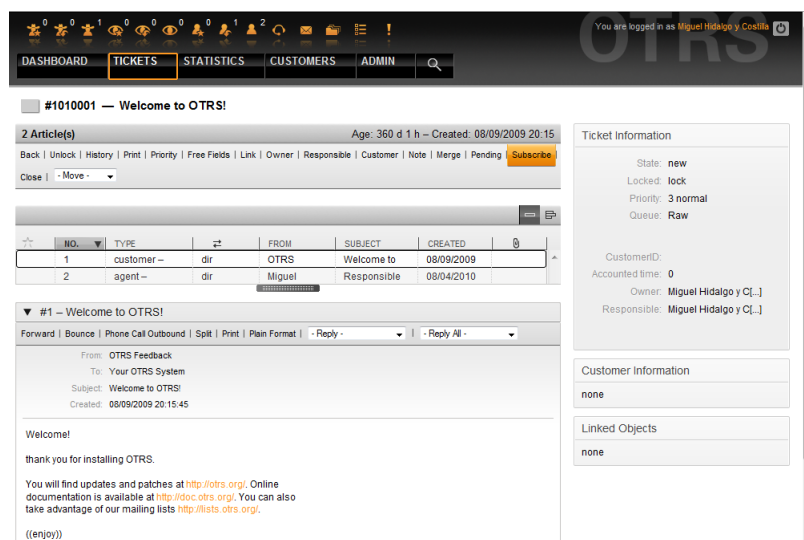 0 0 1 0 0 0 0 1 2
You are logged in as Miguel Hidalgo y Costilla
OTRS
DASHBOARD TICKETS STATISTICS CUSTOMERS ADMIN
#1010001 — Welcome to OTRS!
2 Article(s) Age: 360 d 1 h – Created: 08/09/2009 20:15
Back | Unlock | History | Print | Priority | Free Fields | Link | Owner | Responsible | Customer | Note | Merge | Pending | Subscribe |
Close | - Move -
NO. TYPE FROM SUBJECT CREATED
1 customer – dir OTRS Welcome to 08/09/2009
2 agent – dir Miguel Responsible 08/04/2010
#1 – Welcome to OTRS!
Forward | Bounce | Phone Call Outbound | Split | Print | Plain Format | - Reply - | - Reply All -
From: OTRS Feedback
To: Your OTRS System
Subject: Welcome to OTRS!
Created: 08/09/2009 20:15:45
Welcome!
thank you for installing OTRS.
You will find updates and patches at http://otrs.org/. Online
documentation is available at http://doc.otrs.org/. You can also
take advantage of our mailing lists http://lists.otrs.org/.
((enjoy))
Ticket Information
State: new
Locked: lock
Priority: 3 normal
Queue: Raw
CustomerID:
Accounted time: 0
Owner: Miguel Hidalgo y C[...]
Responsible: Miguel Hidalgo y C[...]
Customer Information
none
Linked Objects
none